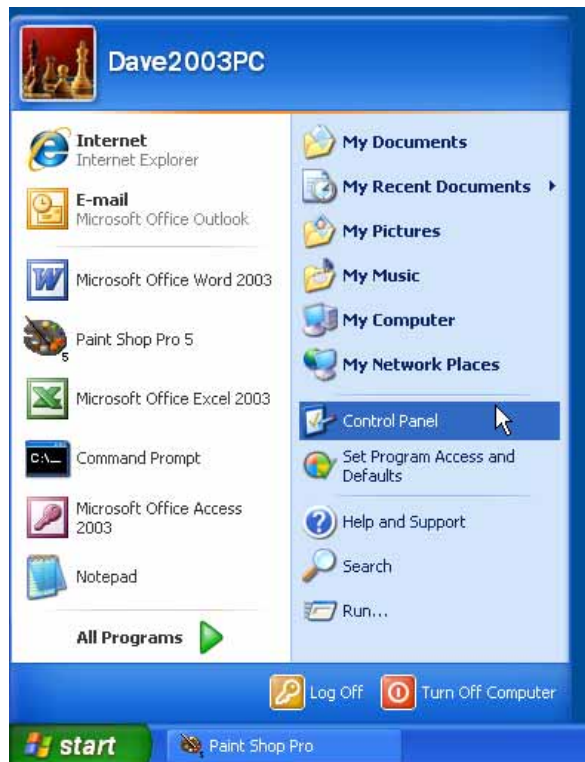 Dave2003PC
Internet
Internet Explorer
E-mail
Microsoft Office Outlook
Microsoft Office Word 2003
Paint Shop Pro 5
5
Microsoft Office Excel 2003
C:\_
Command Prompt
Microsoft Office Access
2003
Notepad
All Programs
My Documents
My Recent Documents
My Pictures
My Music
My Computer
My Network Places
Control Panel
Set Program Access and
Defaults
Help and Support
Search
Run...
Log Off
Turn Off Computer
start
Paint Shop Pro